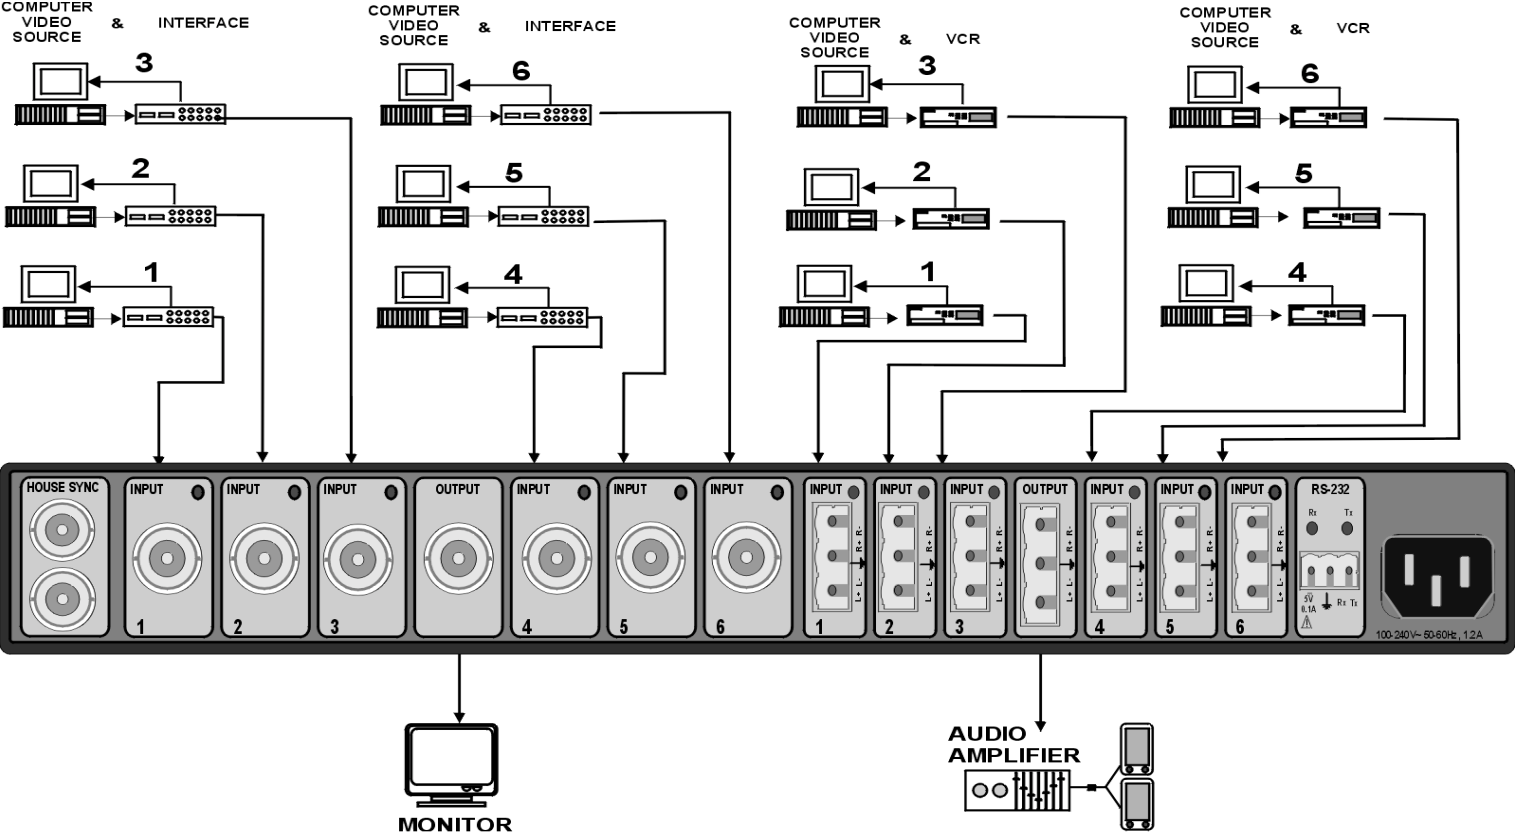 COMPUTER
VIDEO
SOURCE
& INTERFACE
COMPUTER
VIDEO
SOURCE
& INTERFACE
COMPUTER
VIDEO
SOURCE
& VCR
COMPUTER
VIDEO
SOURCE
& VCR
3
6
3
6
2
5
2
5
1
4
1
4
HOUSE SYNC
INPUT
1
INPUT
2
INPUT
3
OUTPUT
INPUT
4
INPUT
5
INPUT
6
INPUT
L+ L- R+ R-
1
INPUT
L+ L- R+ R-
2
INPUT
L+ L- R+ R-
3
OUTPUT
L+ L- R+ R-
INPUT
L+ L- R+ R-
4
INPUT
L+ L- R+ R-
5
INPUT
L+ L- R+ R-
6
RS-232
Rx Tx
5V
0.1A
Rx Tx
100-240V~ 50-60Hz, 1.2A
MONITOR
AUDIO
AMPLIFIER